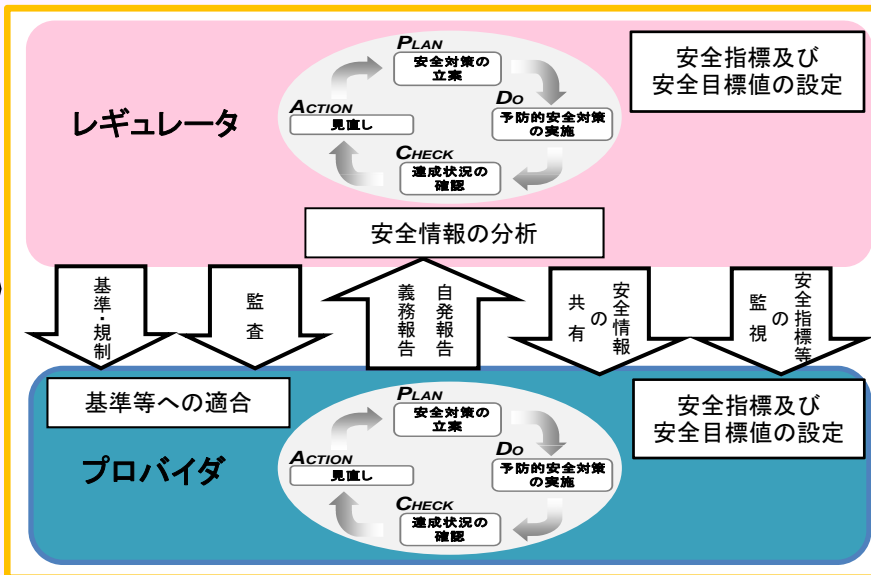 PLAN
安全対策の
立案
DO
予防的安全対策
の実施
CHECK
達成状況の
確認
ACTION
見直し
レギュレータ
安全指標及び
安全目標値の設定
安全情報の分析
基準・規制
監査
義務報告
自発報告
安全情報
の
共有
安全指標等
の
監視
基準等への適合
プロバイダ
PLAN
安全対策の
立案
DO
予防的安全対策
の実施
CHECK
達成状況の
確認
ACTION
見直し
安全指標及び
安全目標値の設定